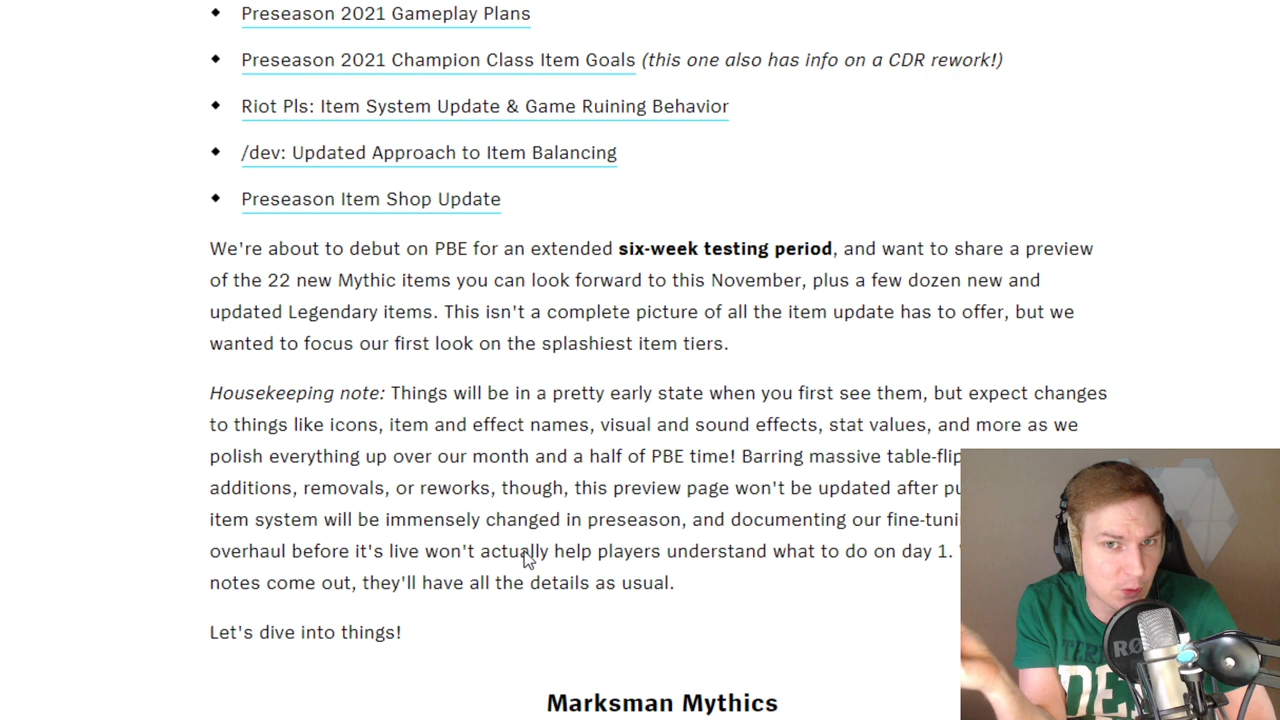 Preseason 2021 Gameplay Plans
Preseason 2021 Champion Class Item Goals (this one also has info on a CDR rework!)
Riot Pls: Item System Update & Game Ruining Behavior
/dev: Updated Approach to Item Balancing
Preseason Item Shop Update
We're about to debut on PBE for an extended six-week testing period, and want to share a preview
of the 22 new Mythic items you can look forward to this November, plus a few dozen new and
updated Legendary items. This isn't a complete picture of all the item update has to offer, but we
wanted to focus our first look on the splashiest item tiers.
Housekeeping note: Things will be in a pretty early state when you first see them, but expect changes
to things like icons, item and effect names, visual and sound effects, stat values, and more as we
polish everything up over our month and a half of PBE time! Barring massive table-flip
additions, removals, or reworks, though, this preview page won't be updated after pu
item system will be immensely changed in preseason, and documenting our fine-tuni
overhaul before it's live won't actually help players understand what to do on day 1.
notes come out, they'll have all the details as usual.
Let's dive into things!
Marksman Mythics